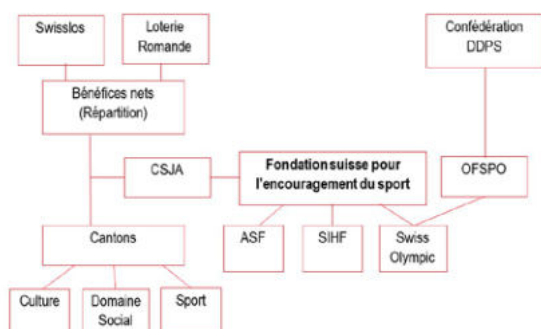 Swisslos
Loterie
Romande
Confédération
DDPS
Bénéfices nets
(Répartition)
CSJA
Fondation suisse pour
l'encouragement du sport
OFSPO
Cantons
ASF
SIHF
Swiss
Olympic
Culture
Domaine
Social
Sport